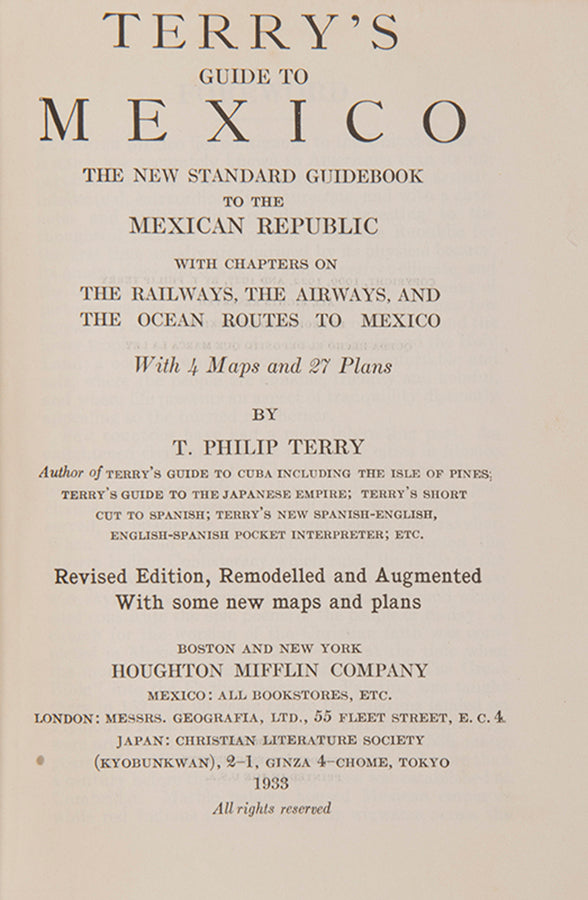 TERRY'S
GUIDE TO
MEXICO
THE NEW STANDARD GUIDEBOOK
TO THE
MEXICAN REPUBLIC
WITH CHAPTERS ON
THE RAILWAYS, THE AIRWAYS, AND
THE OCEAN ROUTES TO MEXICO
With 4 Maps and 27 Plans
BY
T. PHILIP TERRY
Author of TERRY'S GUIDE TO CUBA INCLUDING THE ISLE OF PINES;
TERRY'S GUIDE TO THE JAPANESE EMPIRE; TERRY'S SHORT
CUT TO SPANISH; TERRY'S NEW SPANISH-ENGLISH,
ENGLISH-SPANISH POCKET INTERPRETER; ETC.
Revised Edition, Remodelled and Augmented
With some new maps and plans
BOSTON AND NEW YORK
HOUGHTON MIFFLIN COMPANY
MEXICO: ALL BOOKSTORES, ETC.
LONDON: MESSRS. GEOGRAFIA, LTD., 55 FLEET STREET, E. C. 4
JAPAN: CHRISTIAN LITERATURE SOCIETY
(KYOBUNKWAN), 2-1, GINZA 4-CHOME, TOKYO
1933
All rights reserved